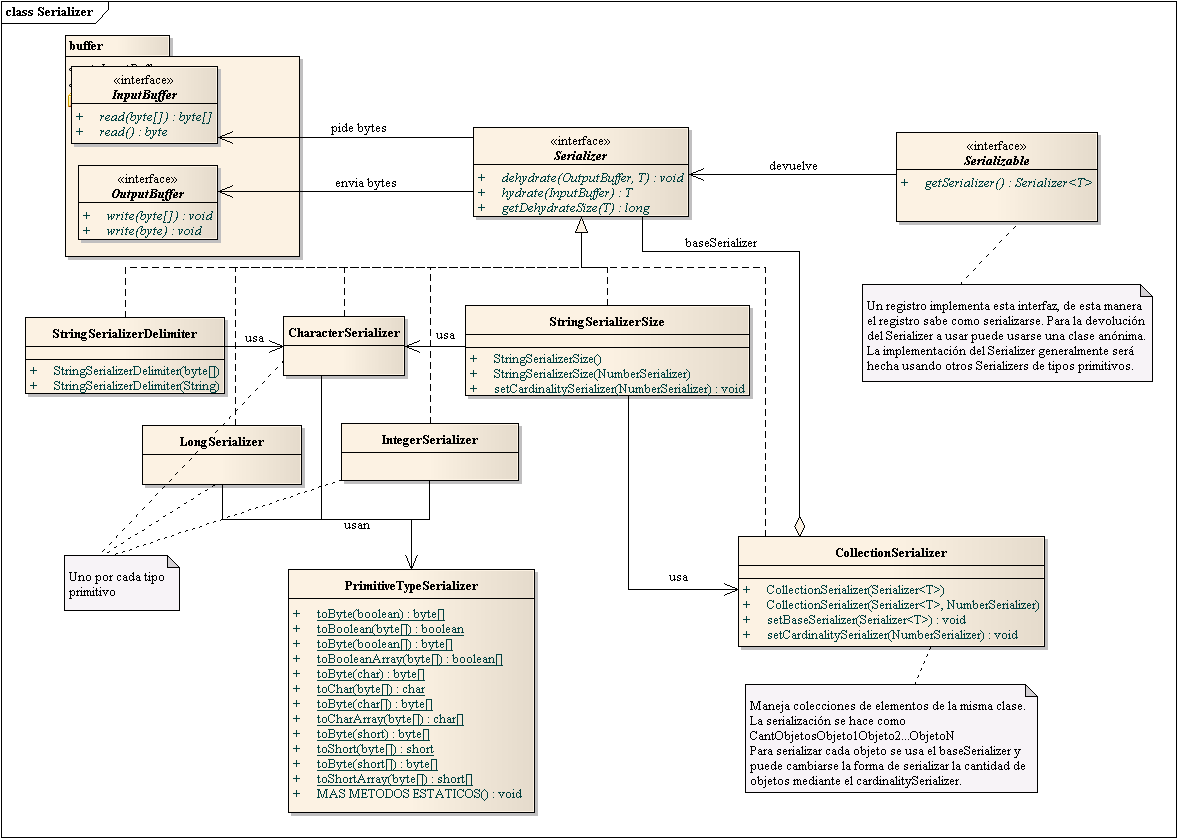 class Serializer
buffer
«interface»
InputBuffer
+ read(byte[]) : byte[]
+ read() : byte
«interface»
OutputBuffer
+ write(byte[]) : void
+ write(byte) : void
pide bytes
envia bytes
«interface»
Serializer
+ dehydrate(OutputBuffer, T) : void
+ hydrate(InputBuffer) : T
+ getDehydrateSize(T) : long
devuelve
«interface»
Serializable
+ getSerializer() : Serializer<T>
baseSerializer
Un registro implementa esta interfaz, de esta manera
el registro sabe como serializarse. Para la devolución
del Serializer a usar puede usarse una clase anónima.
La implementación del Serializer generalmente será
hecha usando otros Serializers de tipos primitivos.
StringSerializerDelimiter
+ StringSerializerDelimiter(byte[])
+ StringSerializerDelimiter(String)
usa
CharacterSerializer
usa
StringSerializerSize
+ StringSerializerSize()
+ StringSerializerSize(NumberSerializer)
+ setCardinalitySerializer(NumberSerializer) : void
LongSerializer
IntegerSerializer
usan
Uno por cada tipo
primitivo
PrimitiveTypeSerializer
+ toByte(boolean) : byte[]
+ toBoolean(byte[]) : boolean
+ toByte(boolean[]) : byte[]
+ toBooleanArray(byte[]) : boolean[]
+ toByte(char) : byte[]
+ toChar(byte[]) : char
+ toByte(char[]) : byte[]
+ toCharArray(byte[]) : char[]
+ toByte(short) : byte[]
+ toShort(byte[]) : short
+ toByte(short[]) : byte[]
+ toShortArray(byte[]) : short[]
+ MAS METODOS ESTATICOS() : void
usa
CollectionSerializer
+ CollectionSerializer(Serializer<T>)
+ CollectionSerializer(Serializer<T>, NumberSerializer)
+ setBaseSerializer(Serializer<T>) : void
+ setCardinalitySerializer(NumberSerializer) : void
Maneja colecciones de elementos de la misma clase.
La serialización se hace como
CantObjetosObjeto1Objeto2...ObjetoN
Para serializar cada objeto se usa el baseSerializer y
puede cambiarse la forma de serializar la cantidad de
objetos mediante el cardinalitySerializer.